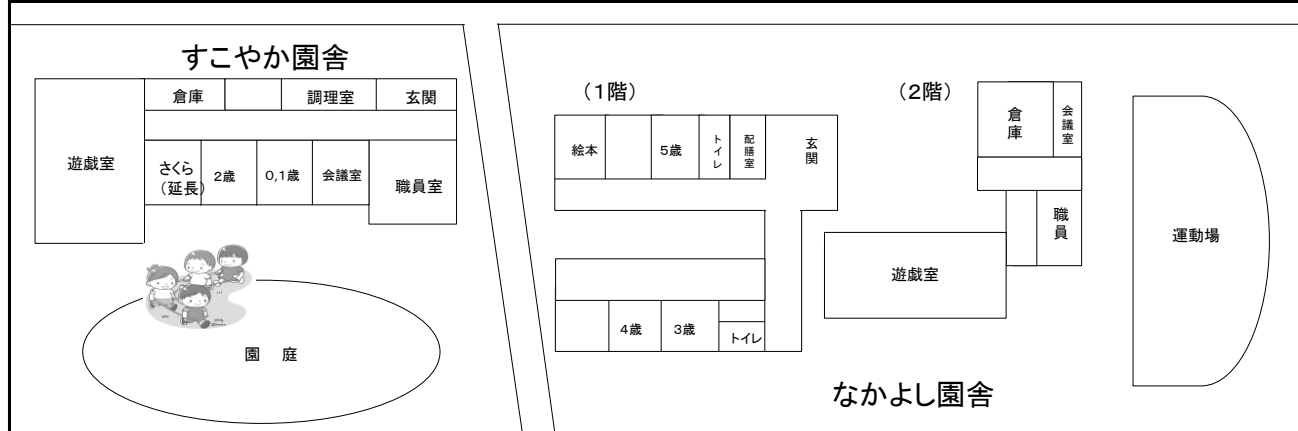 すこやか園舎
倉庫
調理室
玄関
遊戯室
さくら
(延長)
2歳
0,1歳
会議室
職員室
園　庭
(1階)
絵本
5歳
トイレ
配膳室
玄関
4歳
3歳
トイレ
(2階)
倉庫
会議室
職員
遊戯室
運動場
なかよし園舎